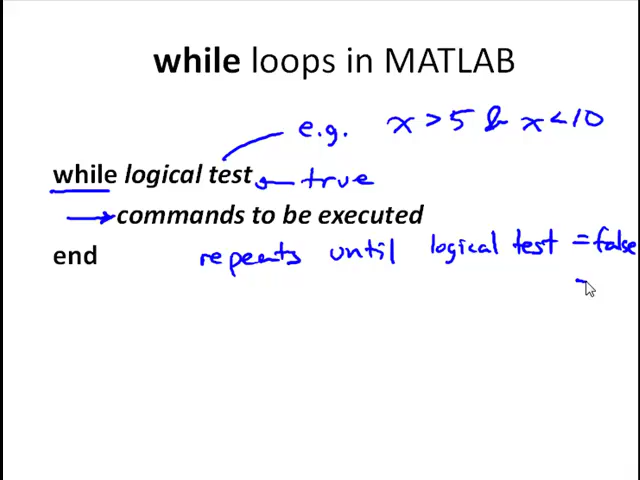 while loops in MATLAB
e.g. x > 5 & x < 10
while logical test ← true
→ commands to be executed
end repeats until logical test = false